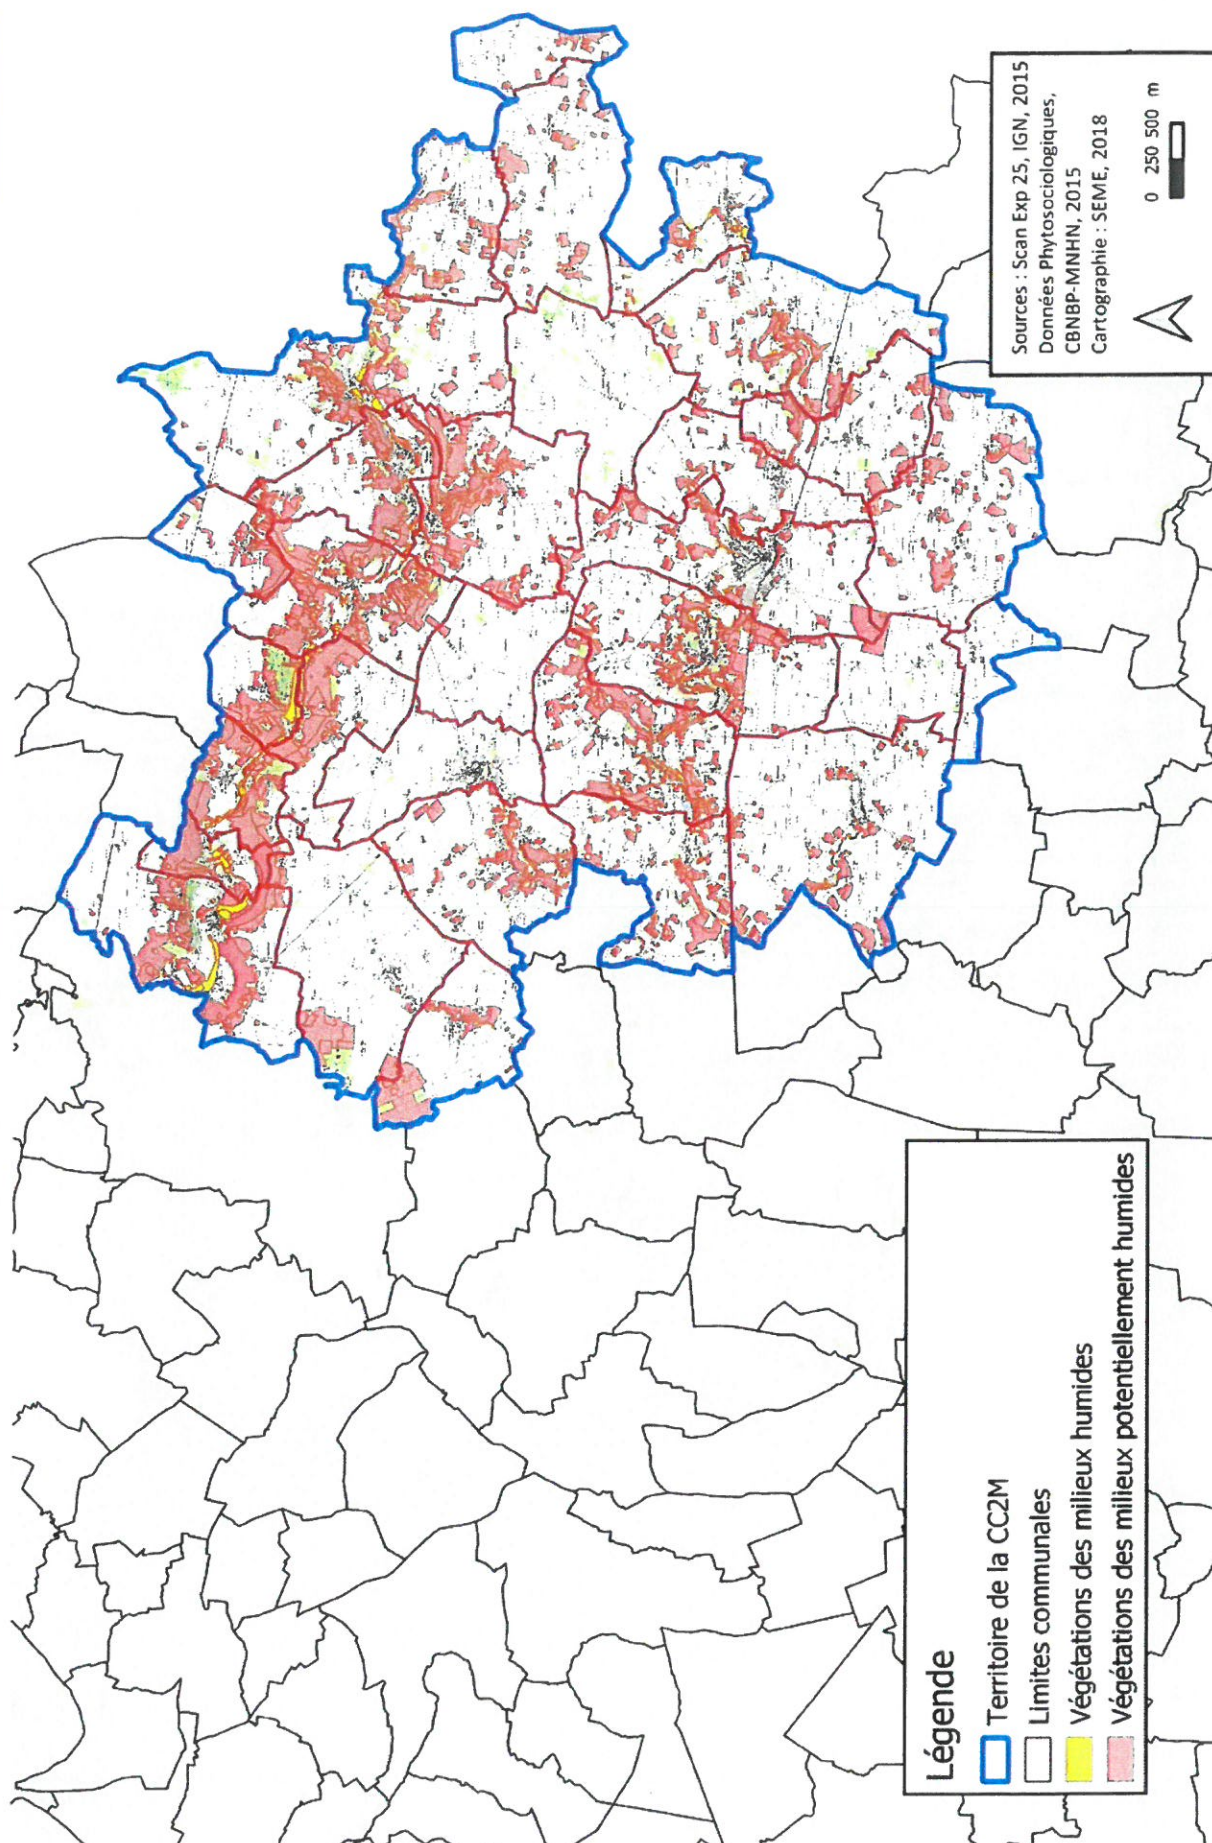 Légende
Territoire de la CC2M
Limites communales
Végétations des milieux humides
Végétations des milieux potentiellement humides
Sources : Scan Exp 25, IGN, 2015
Données Phytosociologiques,
CBNBP-MNHN, 2015
Cartographie : SEME, 2018
0 250 500 m